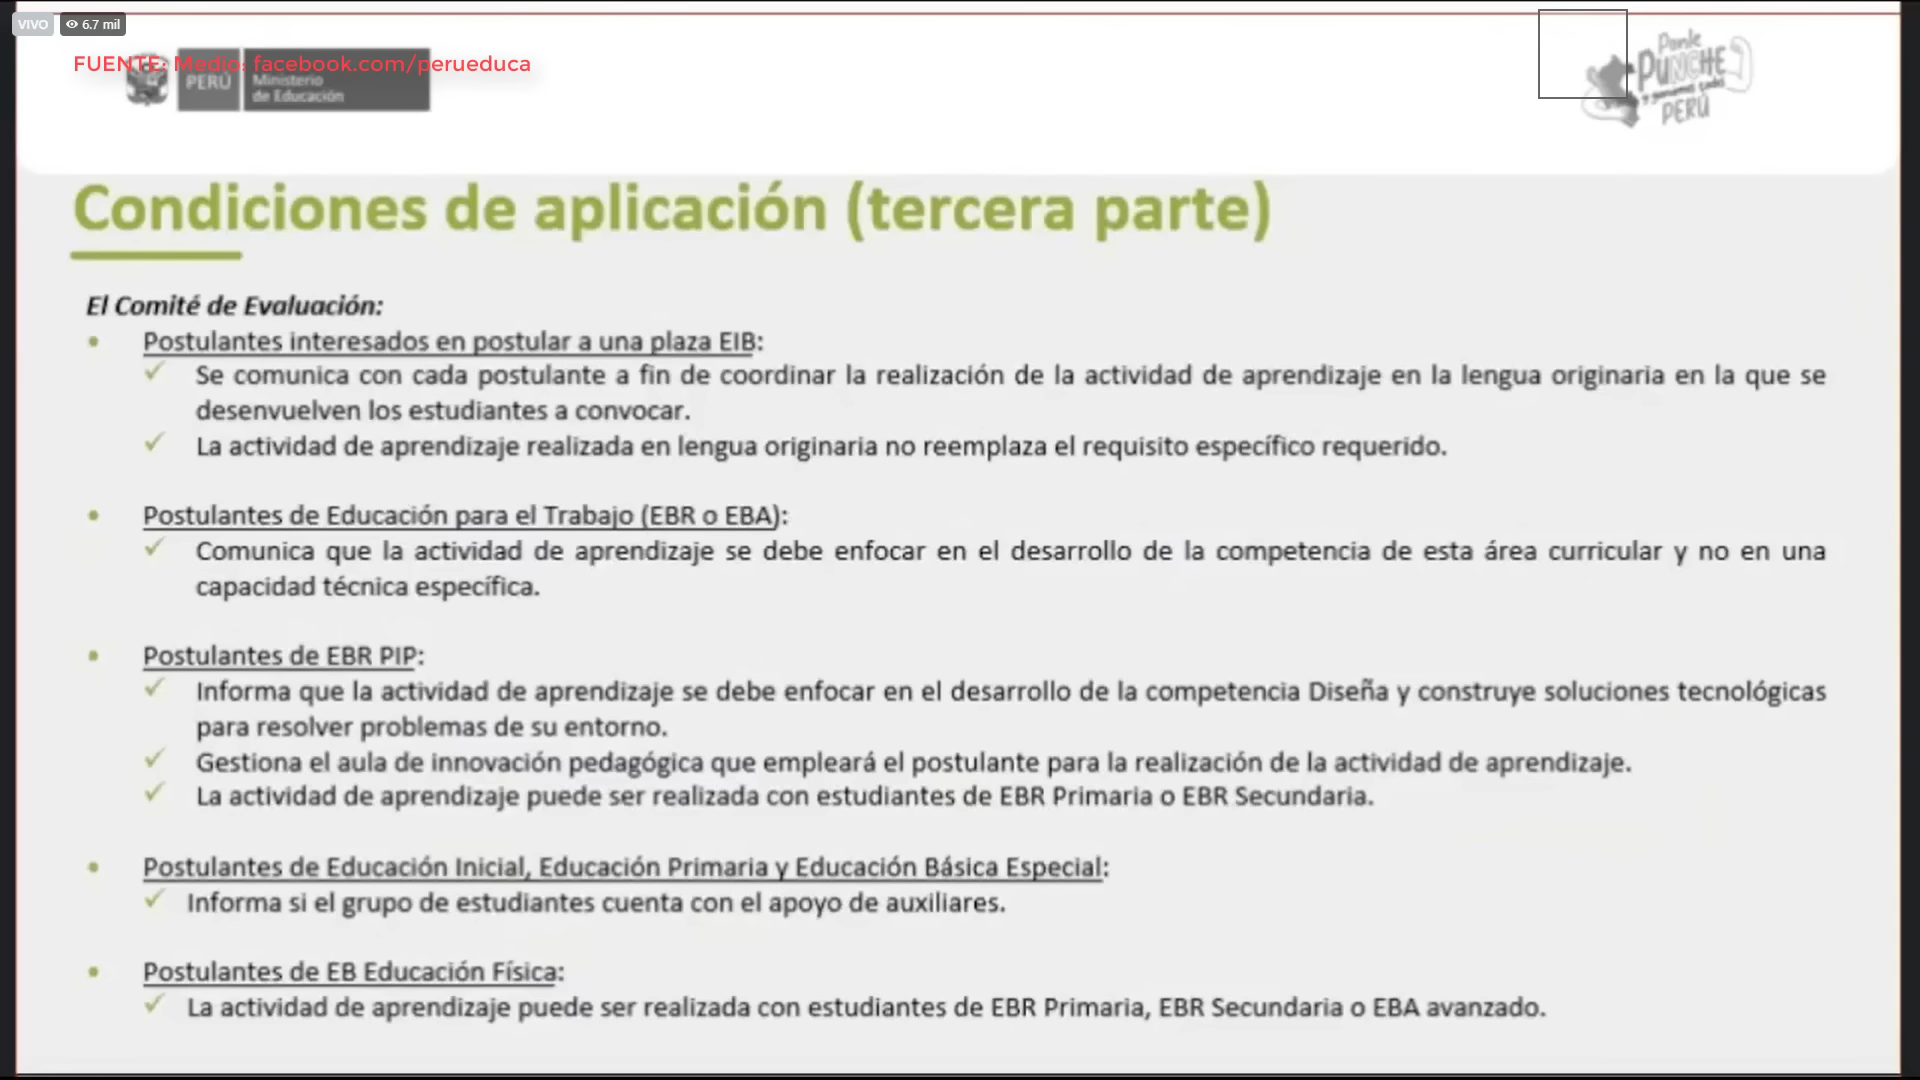 VIVO 6.7 mil
FUENTE: Medio: facebook.com/perueduca
PERÚ Ministerio
de Educación
Ponle
PUNCHE
PERÚ
Condiciones de aplicación (tercera parte)
El Comité de Evaluación:
• Postulantes interesados en postular a una plaza EIB:
✓ Se comunica con cada postulante a fin de coordinar la realización de la actividad de aprendizaje en la lengua originaria en la que se
desenvuelven los estudiantes a convocar.
✓ La actividad de aprendizaje realizada en lengua originaria no reemplaza el requisito específico requerido.
• Postulantes de Educación para el Trabajo (EBR o EBA):
✓ Comunica que la actividad de aprendizaje se debe enfocar en el desarrollo de la competencia de esta área curricular y no en una
capacidad técnica específica.
• Postulantes de EBR PIP:
✓ Informa que la actividad de aprendizaje se debe enfocar en el desarrollo de la competencia Diseña y construye soluciones tecnológicas
para resolver problemas de su entorno.
✓ Gestiona el aula de innovación pedagógica que empleará el postulante para la realización de la actividad de aprendizaje.
✓ La actividad de aprendizaje puede ser realizada con estudiantes de EBR Primaria o EBR Secundaria.
• Postulantes de Educación Inicial, Educación Primaria y Educación Básica Especial:
✓ Informa si el grupo de estudiantes cuenta con el apoyo de auxiliares.
• Postulantes de EB Educación Física:
✓ La actividad de aprendizaje puede ser realizada con estudiantes de EBR Primaria, EBR Secundaria o EBA avanzado.